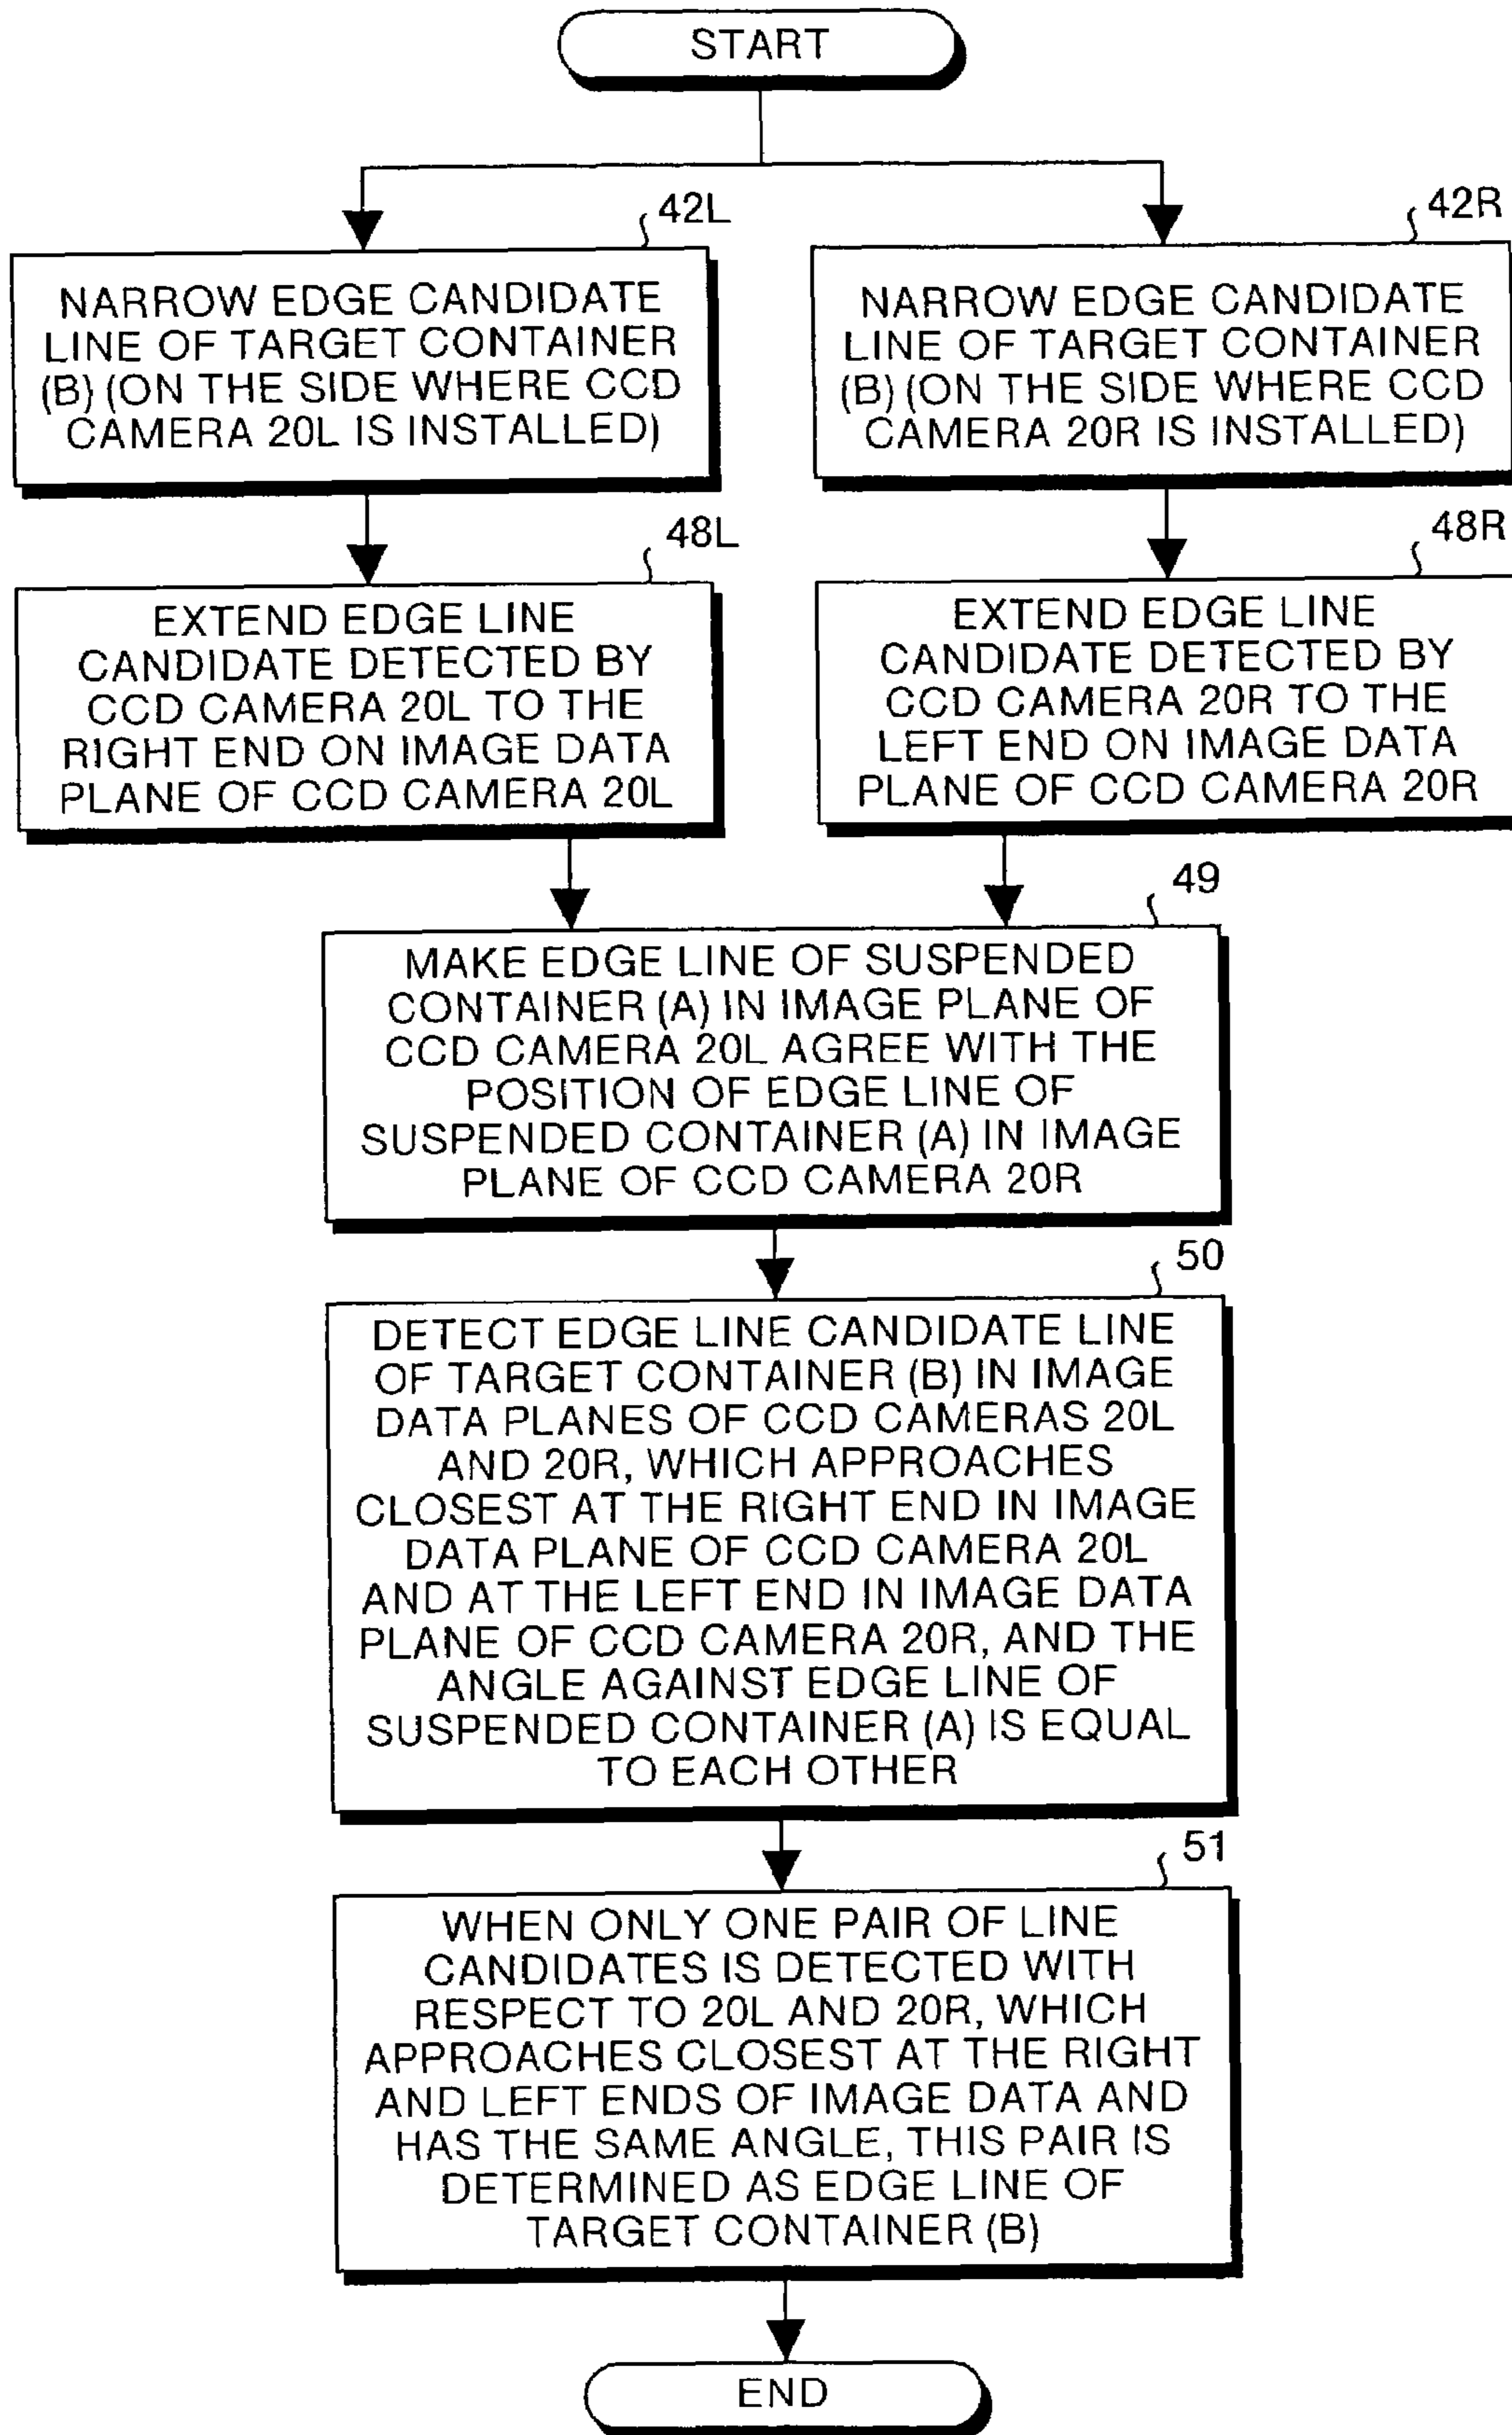 START
42L
NARROW EDGE CANDIDATE
LINE OF TARGET CONTAINER
(B) (ON THE SIDE WHERE CCD
CAMERA 20L IS INSTALLED)
42R
NARROW EDGE CANDIDATE
LINE OF TARGET CONTAINER
(B) (ON THE SIDE WHERE CCD
CAMERA 20R IS INSTALLED)
48L
EXTEND EDGE LINE
CANDIDATE DETECTED BY
CCD CAMERA 20L TO THE
RIGHT END ON IMAGE DATA
PLANE OF CCD CAMERA 20L
48R
EXTEND EDGE LINE
CANDIDATE DETECTED BY
CCD CAMERA 20R TO THE
LEFT END ON IMAGE DATA
PLANE OF CCD CAMERA 20R
49
MAKE EDGE LINE OF SUSPENDED
CONTAINER (A) IN IMAGE PLANE OF
CCD CAMERA 20L AGREE WITH THE
POSITION OF EDGE LINE OF
SUSPENDED CONTAINER (A) IN IMAGE
PLANE OF CCD CAMERA 20R
50
DETECT EDGE LINE CANDIDATE LINE
OF TARGET CONTAINER (B) IN IMAGE
DATA PLANES OF CCD CAMERAS 20L
AND 20R, WHICH APPROACHES
CLOSEST AT THE RIGHT END IN IMAGE
DATA PLANE OF CCD CAMERA 20L
AND AT THE LEFT END IN IMAGE DATA
PLANE OF CCD CAMERA 20R, AND THE
ANGLE AGAINST EDGE LINE OF
SUSPENDED CONTAINER (A) IS EQUAL
TO EACH OTHER
51
WHEN ONLY ONE PAIR OF LINE
CANDIDATES IS DETECTED WITH
RESPECT TO 20L AND 20R, WHICH
APPROACHES CLOSEST AT THE RIGHT
AND LEFT ENDS OF IMAGE DATA AND
HAS THE SAME ANGLE, THIS PAIR IS
DETERMINED AS EDGE LINE OF
TARGET CONTAINER (B)
END